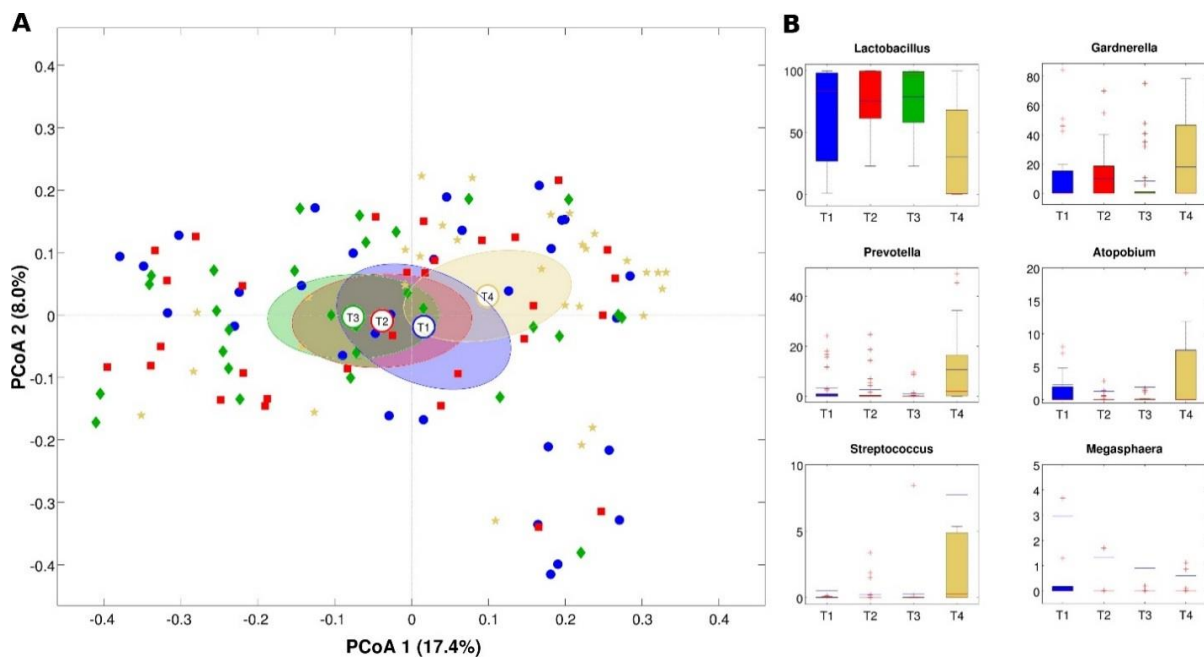 A
0.4
0.3
0.2
0.1
0
-0.1
-0.2
-0.3
-0.4
PCoA 2 (8.0%)
T3
T2
T1
T4
-0.4
-0.3
-0.2
-0.1
0
0.1
0.2
0.3
0.4
PCoA 1 (17.4%)
B
Lactobacillus
100
50
0
T1 T2 T3 T4
Gardnerella
80
60
40
20
0
T1 T2 T3 T4
Prevotella
40
20
0
T1 T2 T3 T4
Atopobium
20
15
10
5
0
T1 T2 T3 T4
Streptococcus
10
5
0
T1 T2 T3 T4
Megasphaera
5
4
3
2
1
0
T1 T2 T3 T4